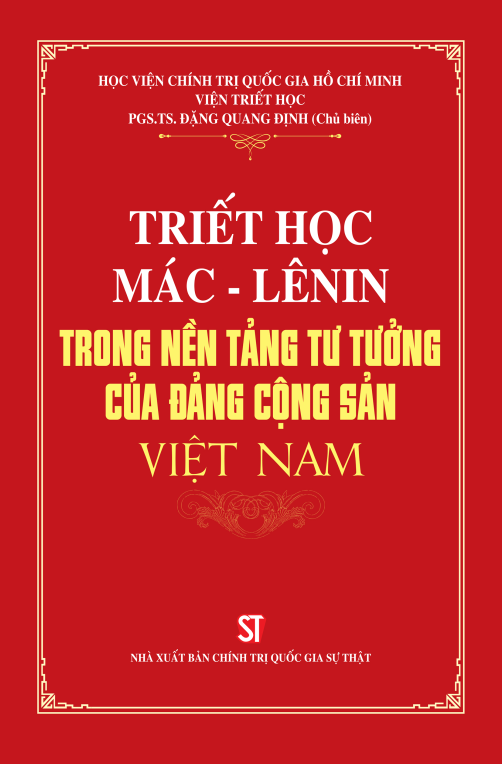 HỌC VIỆN CHÍNH TRỊ QUỐC GIA HỒ CHÍ MINH
VIỆN TRIẾT HỌC
PGS.TS. ĐẶNG QUANG ĐỊNH (Chủ biên)
TRIẾT HỌC
MÁC - LÊNIN
TRONG NỀN TẢNG TƯ TƯỞNG
CỦA ĐẢNG CỘNG SẢN
VIỆT NAM
ST
NHÀ XUẤT BẢN CHÍNH TRỊ QUỐC GIA SỰ THẬT